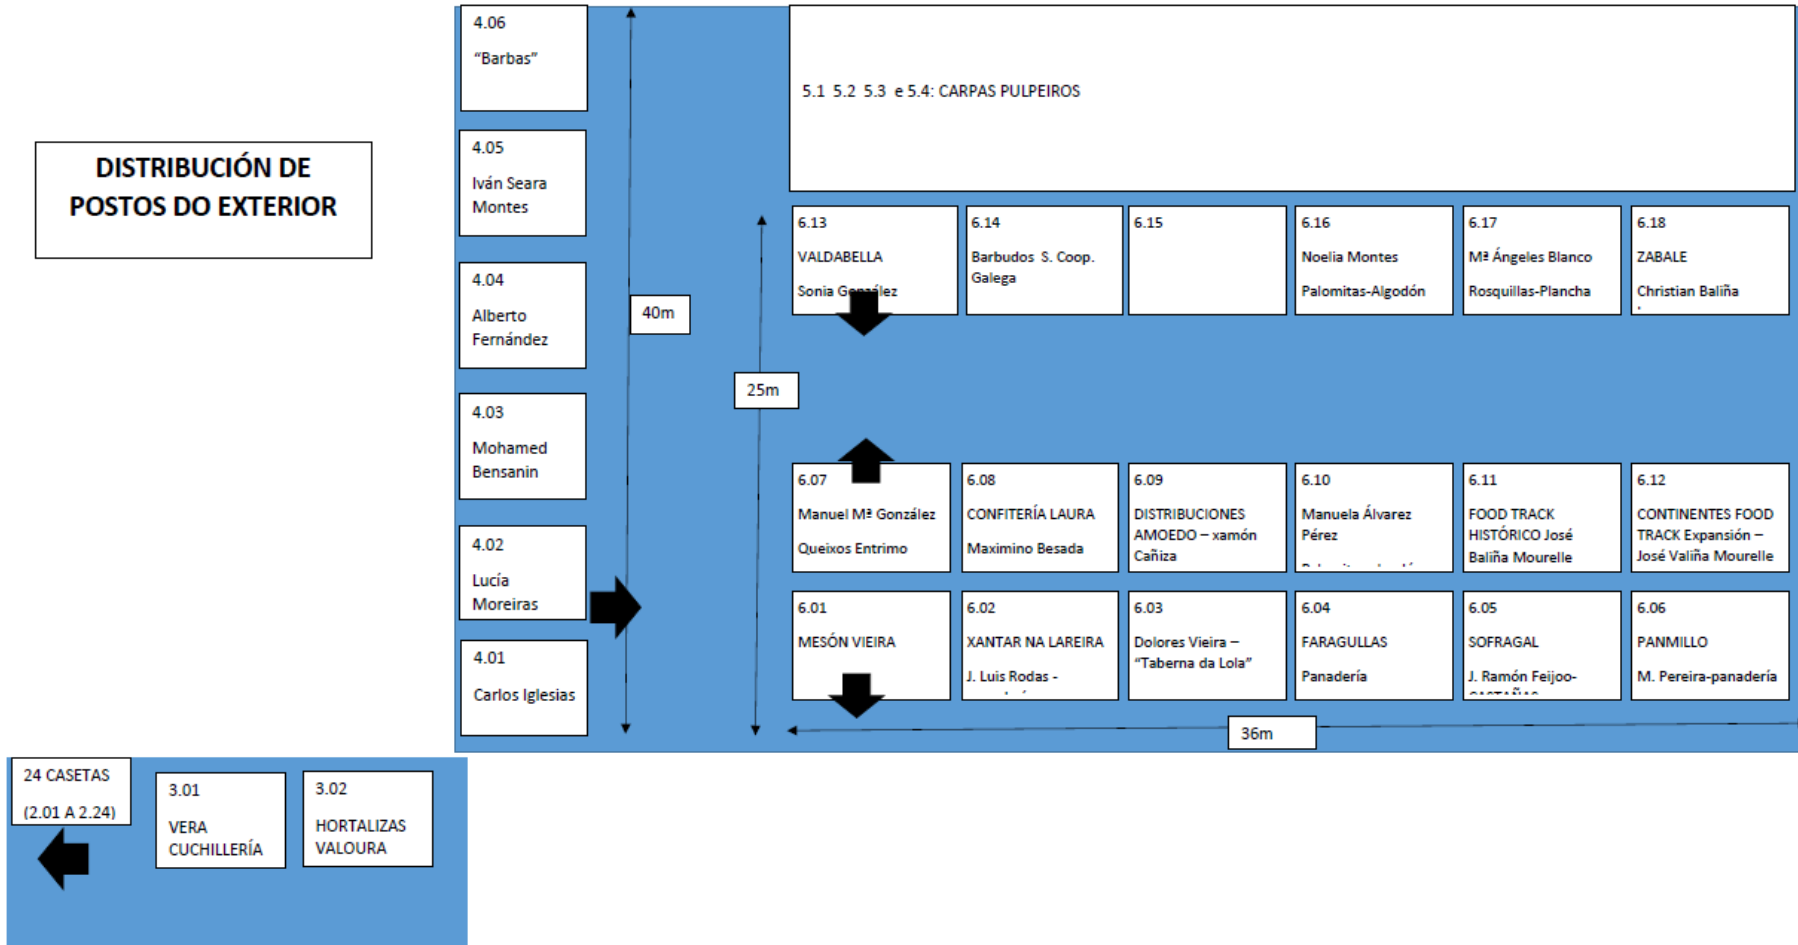 DISTRIBUCIÓN DE
POSTOS DO EXTERIOR
4.06
“Barbas”
4.05
Iván Seara
Montes
4.04
Alberto
Fernández
4.03
Mohamed
Bensanin
4.02
Lucía
Moreiras
4.01
Carlos Iglesias
40m
25m
36m
5.1 5.2 5.3 e 5.4: CARPAS PULPEIROS
6.13
VALDABELLA
Sonia González
6.14
Barbudos S. Coop.
Galega
6.15
6.16
Noelia Montes
Palomitas-Algodón
6.17
Mª Ángeles Blanco
Rosquillas-Plancha
6.18
ZABALE
Christian Baliña
6.07
Manuel Mª González
Queixos Entrimo
6.08
CONFITERÍA LAURA
Maximino Besada
6.09
DISTRIBUCIONES
AMOEDO – xamón
Cañiza
6.10
Manuela Álvarez
Pérez
6.11
FOOD TRACK
HISTÓRICO José
Baliña Mourelle
6.12
CONTINENTES FOOD
TRACK Expansión –
José Valiña Mourelle
6.01
MESÓN VIEIRA
6.02
XANTAR NA LAREIRA
J. Luis Rodas -
6.03
Dolores Vieira –
“Taberna da Lola”
6.04
FARAGULLAS
Panadería
6.05
SOFRAGAL
J. Ramón Feijoo-
CASTAÑAS
6.06
PANMILLO
M. Pereira-panadería
24 CASETAS
(2.01 A 2.24)
3.01
VERA
CUCHILLERÍA
3.02
HORTALIZAS
VALOURA